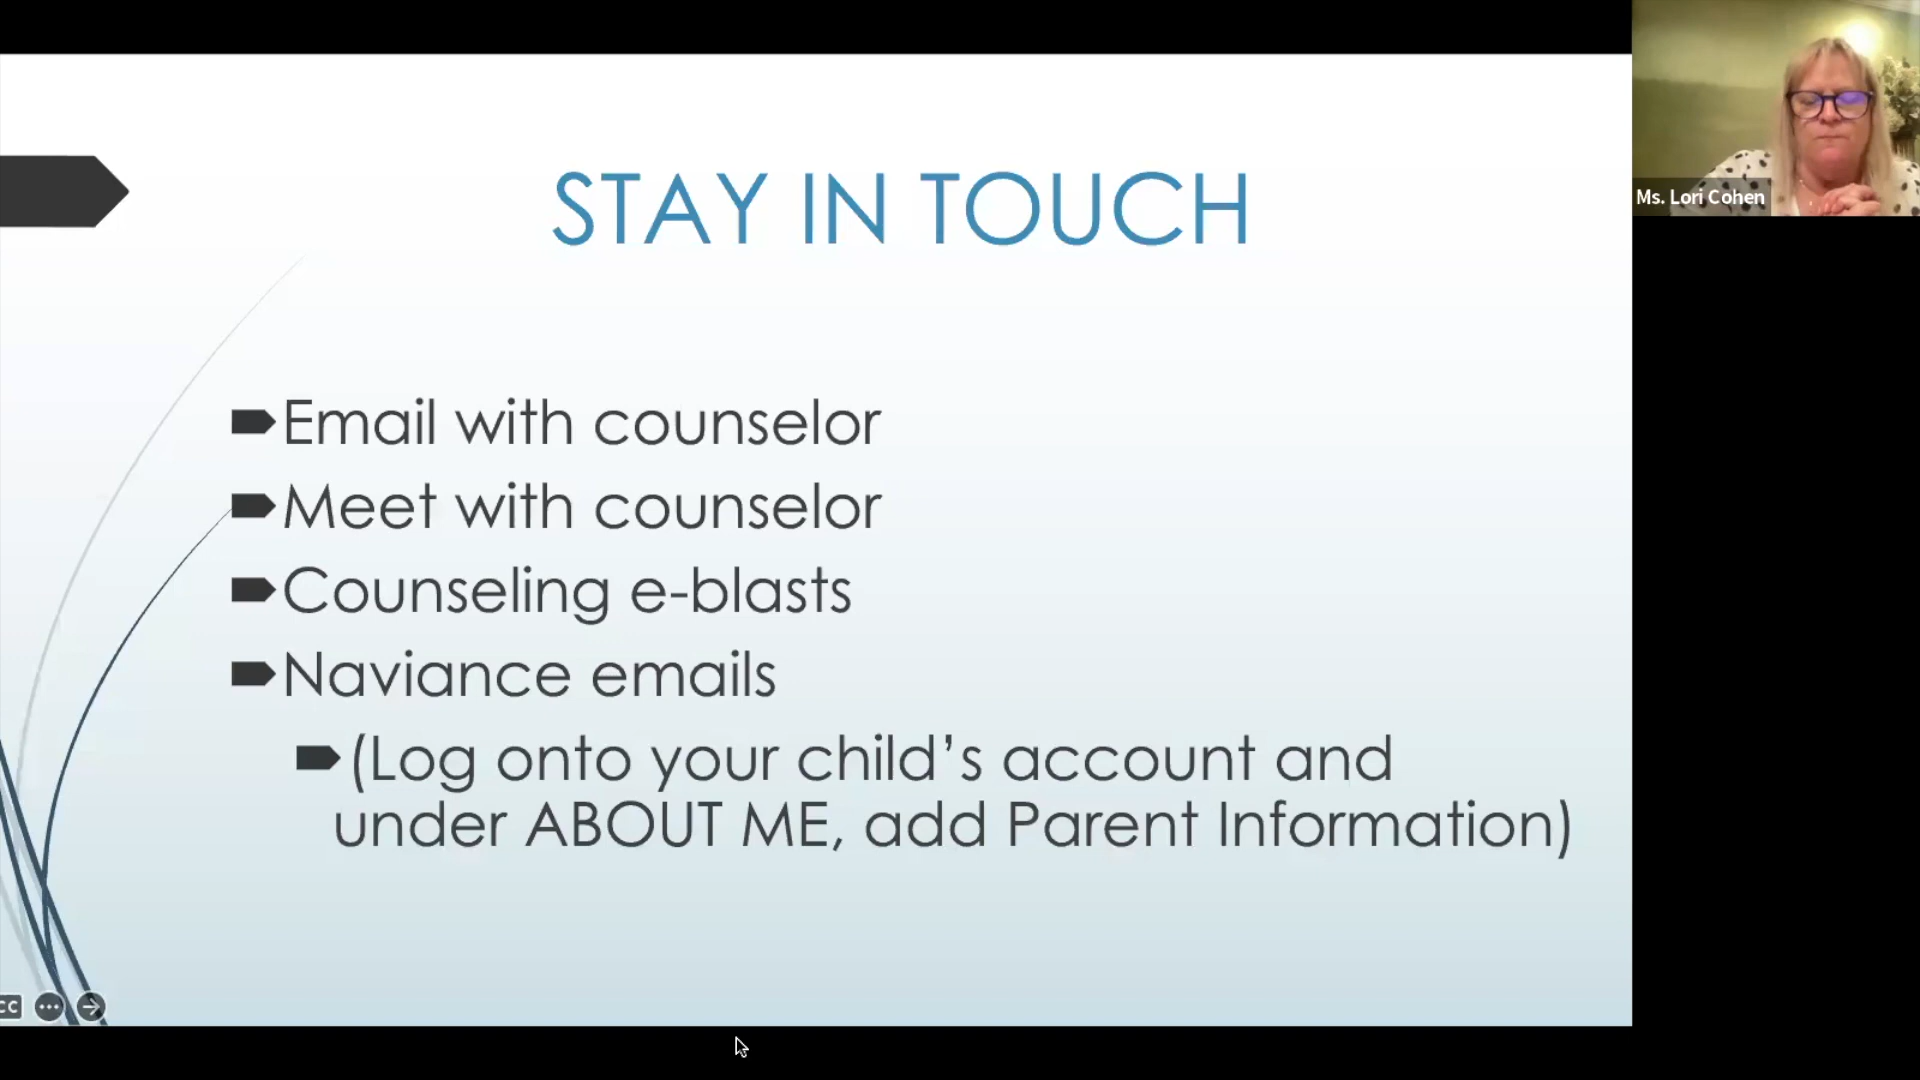 STAY IN TOUCH
Email with counselor
Meet with counselor
Counseling e-blasts
Naviance emails
(Log onto your child’s account and
under ABOUT ME, add Parent Information)
Ms. Lori Cohen
CC